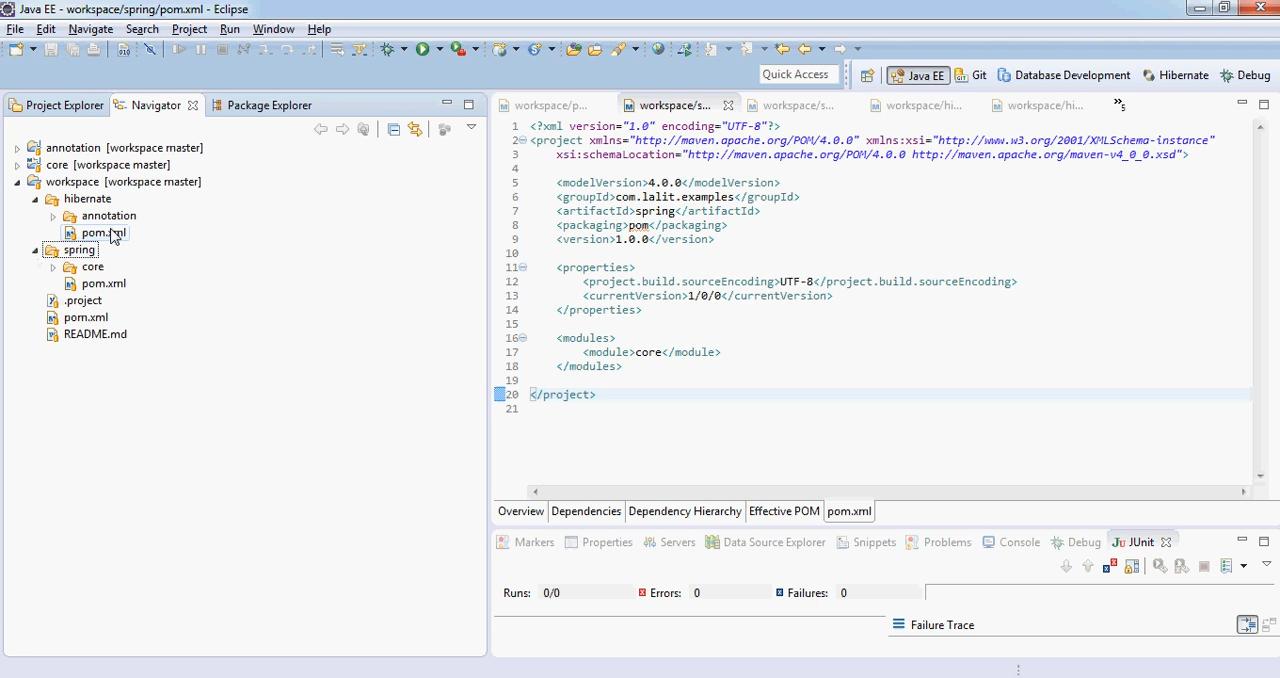 Java EE - workspace/spring/pom.xml - Eclipse
File Edit Navigate Search Project Run Window Help
Quick Access Java EE Git Database Development Hibernate Debug
Project Explorer Navigator Package Explorer
annotation [workspace master]
core [workspace master]
workspace [workspace master]
hibernate
annotation
pom.xml
spring
core
pom.xml
.project
pom.xml
README.md
workspace/p... workspace/s... workspace/s... workspace/hi... workspace/hi... »5
1 <?xml version="1.0" encoding="UTF-8"?>
2 <project xmlns="http://maven.apache.org/POM/4.0.0" xmlns:xsi="http://www.w3.org/2001/XMLSchema-instance"
3 xsi:schemaLocation="http://maven.apache.org/POM/4.0.0 http://maven.apache.org/maven-v4_0_0.xsd">
4
5 <modelVersion>4.0.0</modelVersion>
6 <groupId>com.lalit.examples</groupId>
7 <artifactId>spring</artifactId>
8 <packaging>pom</packaging>
9 <version>1.0.0</version>
10
11 <properties>
12 <project.build.sourceEncoding>UTF-8</project.build.sourceEncoding>
13 <currentVersion>1/0/0</currentVersion>
14 </properties>
15
16 <modules>
17 <module>core</module>
18 </modules>
19
20 </project>
21
Overview Dependencies Dependency Hierarchy Effective POM pom.xml
Markers Properties Servers Data Source Explorer Snippets Problems Console Debug JUnit
Runs: 0/0 Errors: 0 Failures: 0
Failure Trace